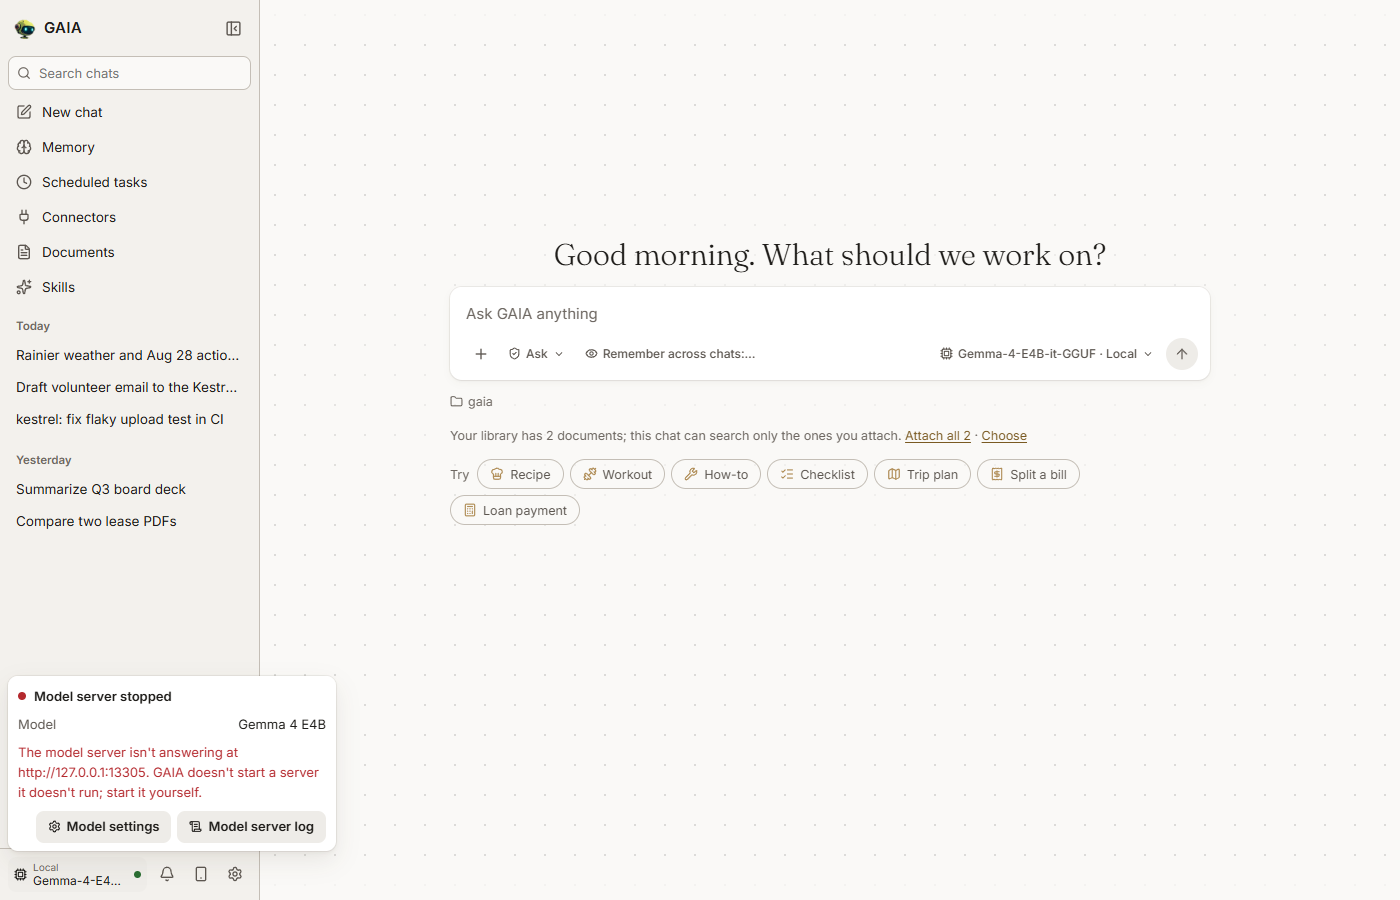 GAIA
Search chats
New chat
Memory
Scheduled tasks
Connectors
Documents
Skills
Today
Rainier weather and Aug 28 actio...
Draft volunteer email to the Kestr...
kestrel: fix flaky upload test in CI
Yesterday
Summarize Q3 board deck
Compare two lease PDFs
Model server stopped
Model Gemma 4 E4B
The model server isn't answering at
http://127.0.0.1:13305. GAIA doesn't start a server
it doesn't run; start it yourself.
Model settings Model server log
Local
Gemma-4-E4...
Good morning. What should we work on?
Ask GAIA anything
Ask Remember across chats:... Gemma-4-E4B-it-GGUF · Local
gaia
Your library has 2 documents; this chat can search only the ones you attach. Attach all 2 · Choose
Try Recipe Workout How-to Checklist Trip plan Split a bill
Loan payment